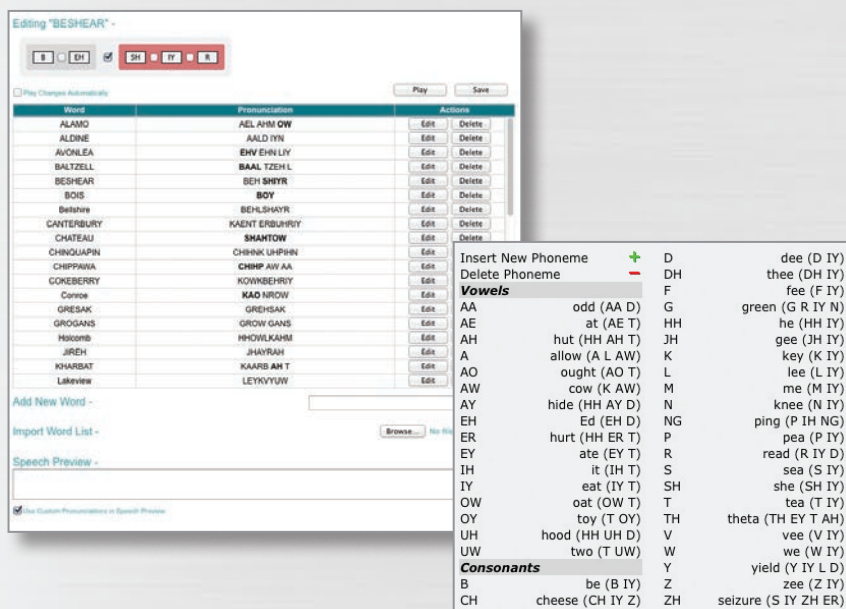 Editing "BESHEAR" -
B EH SH IY R
Play Changes Automatically
Play Save
Word Pronunciation Actions
ALAMO AEL AHM OW Edit Delete
ALDINE AALD IYN Edit Delete
AVONLEA EHV EHN LIY Edit Delete
BALTZELL BAAL TZEH L Edit Delete
BESHEAR BEH SHIYR Edit Delete
BOIS BOY Edit Delete
Bellshire BEHLSHAYR Edit Delete
CANTERBURY KAENT ERBUHRIY Edit Delete
CHATEAU SHAHTOW Edit Delete
CHINQUAPIN CHIHNK UHPIHN Edit
CHIPPAWA CHIHP AW AA Edit
COKEBERRY KOWKBEHRIY Edit
Conroe KAO NROW Edit
GRESAK GREHSAK Edit
GROGANS GROW GANS Edit
Holcomb HHOWLKAHM Edit
JIREH JHAYRAH Edit
KHARBAT KAARB AH T Edit
Lakeview LEYKVYUW Edit
Add New Word -
Import Word List - Browse... No
Speech Preview -
Use Custom Pronunciations in Speech Preview
Insert New Phoneme +
Delete Phoneme −
Vowels
AA odd (AA D)
AE at (AE T)
AH hut (HH AH T)
A allow (A L AW)
AO ought (AO T)
AW cow (K AW)
AY hide (HH AY D)
EH Ed (EH D)
ER hurt (HH ER T)
EY ate (EY T)
IH it (IH T)
IY eat (IY T)
OW oat (OW T)
OY toy (T OY)
UH hood (HH UH D)
UW two (T UW)
Consonants
B be (B IY)
CH cheese (CH IY Z)
D dee (D IY)
DH thee (DH IY)
F fee (F IY)
G green (G R IY N)
HH he (HH IY)
JH gee (JH IY)
K key (K IY)
L lee (L IY)
M me (M IY)
N knee (N IY)
NG ping (P IH NG)
P pea (P IY)
R read (R IY D)
S sea (S IY)
SH she (SH IY)
T tea (T IY)
TH theta (TH EY T AH)
V vee (V IY)
W we (W IY)
Y yield (Y IY L D)
Z zee (Z IY)
ZH seizure (S IY ZH ER)